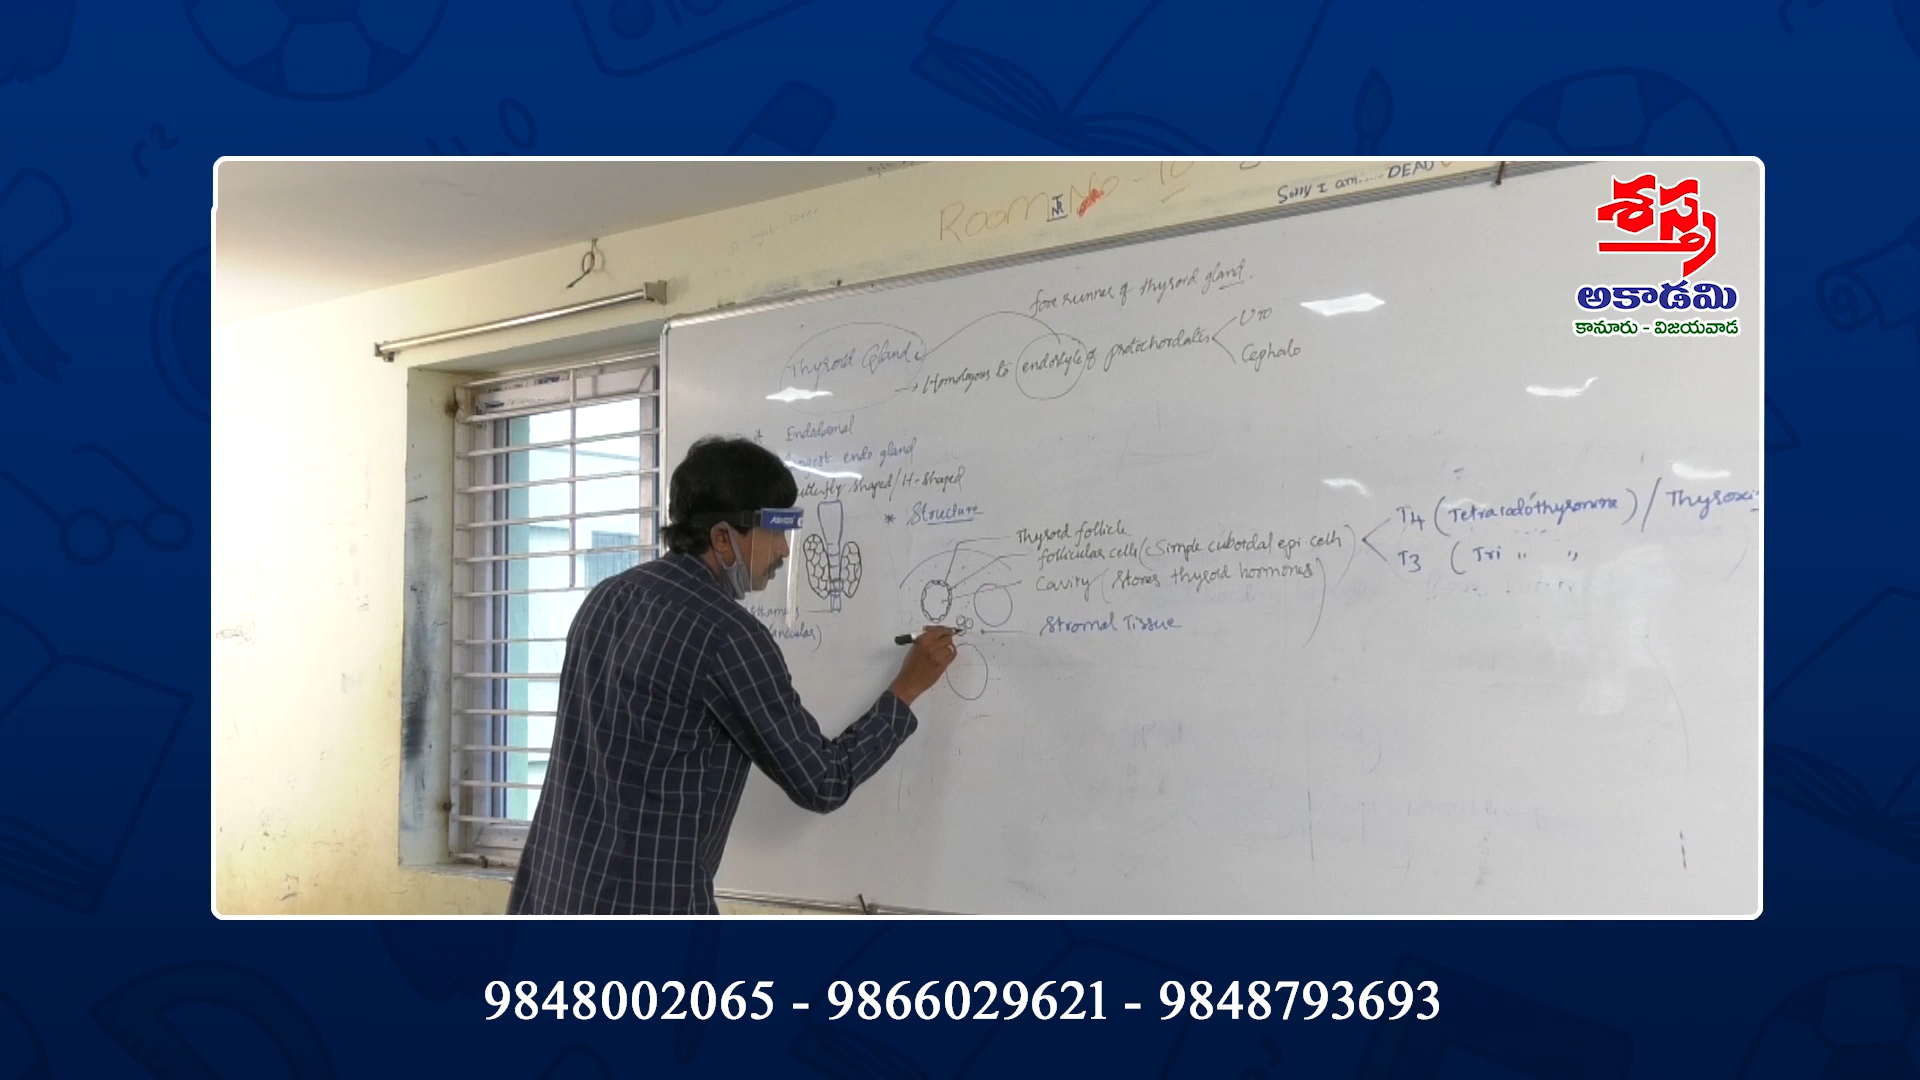 Room No - 10
Sorry I am..... DEAD
శస్త్ర
అకాడమి
కానూరు - విజయవాడ
fore runner of thyroid gland.
Thyroid Gland
→ Homologous to endostyle of protochordates
Uro
Cephalo
* Endodermal
largest endo gland
butterfly shaped / H-shaped
* Structure
Thyroid follicle
follicular cells (Simple cuboidal epi. cells)
Cavity (Stores thyroid hormones)
Stromal Tissue
T4 (Tetraiodothyronine) / Thyroxi
T3 (Tri " "
9848002065 - 9866029621 - 9848793693